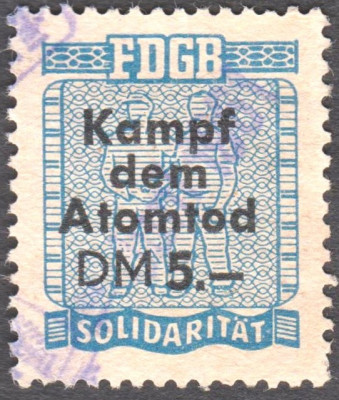 FDGB
Kampf
dem
Atomtod
DM 5.—
SOLIDARITÄT